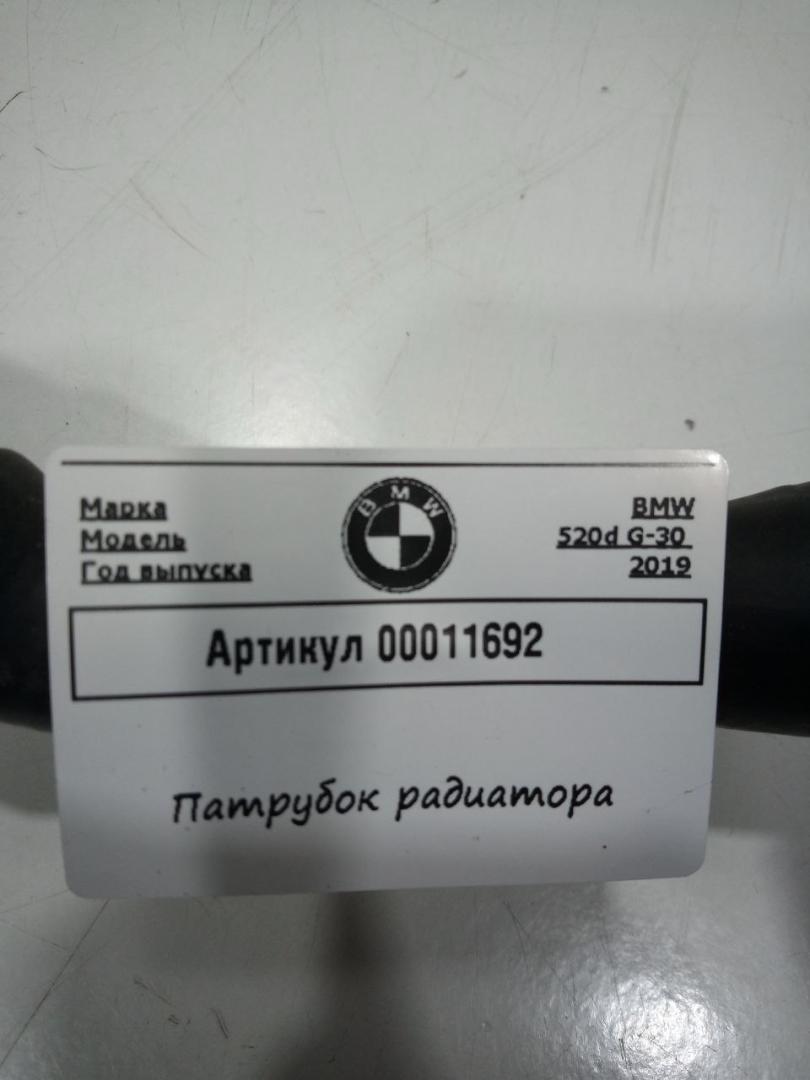 Марка BMW BMW
Модель 520d G-30
Год выпуска 2019
Артикул 00011692
Патрубок радиатора